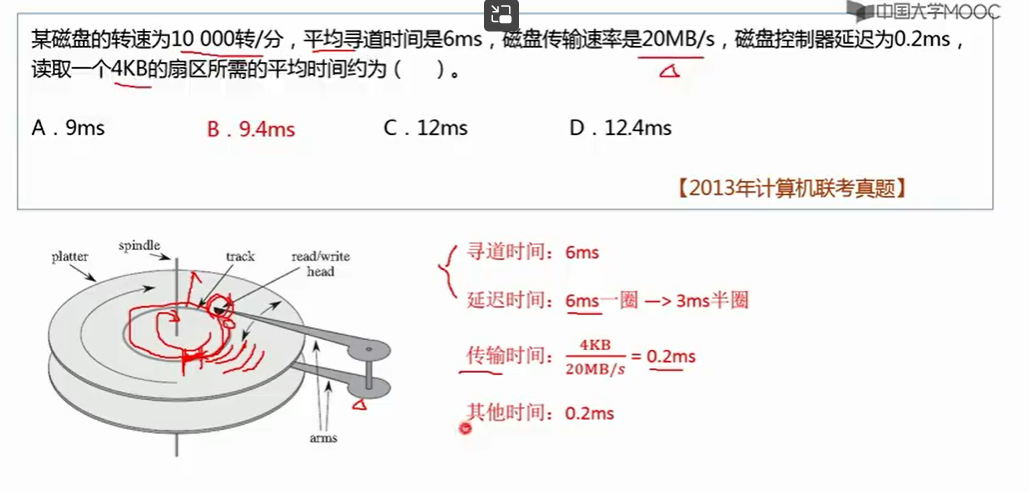 中国大学MOOC
某磁盘的转速为10 000转/分，平均寻道时间是6ms，磁盘传输速率是20MB/s，磁盘控制器延迟为0.2ms，
读取一个4KB的扇区所需的平均时间约为（ ）。
A．9ms B．9.4ms C．12ms D．12.4ms
【2013年计算机联考真题】
platter
spindle
track
read/write
head
arms
寻道时间：6ms
延迟时间：6ms一圈 —> 3ms半圈
传输时间：4KB/20MB/s = 0.2ms
其他时间：0.2ms